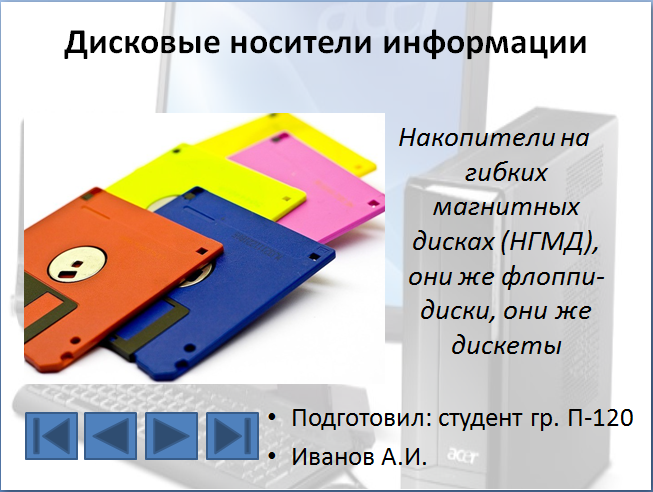 Дисковые носители информации
Накопители на
гибких
магнитных
дисках (НГМД),
они же флоппи-
диски, они же
дискеты
• Подготовил: студент гр. П-120
• Иванов А.И.
acer